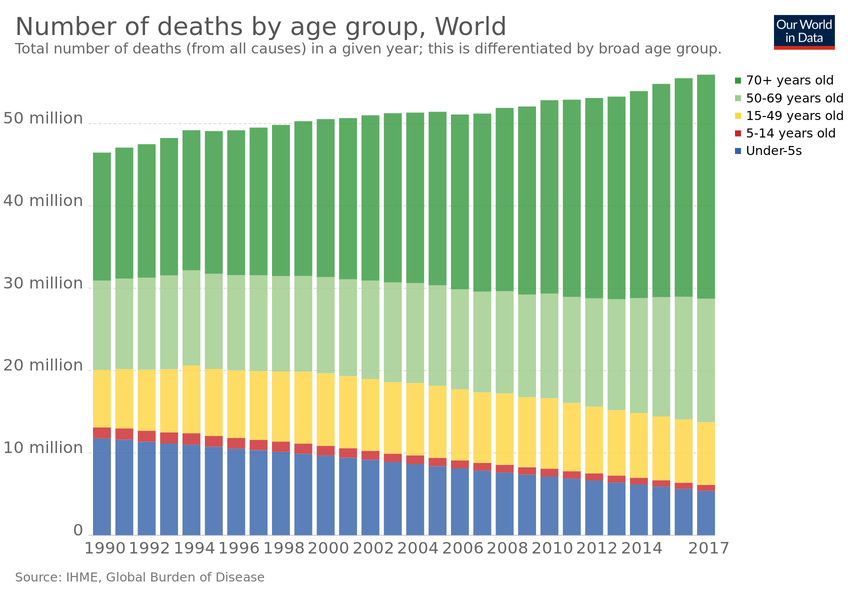 Number of deaths by age group, World
Total number of deaths (from all causes) in a given year; this is differentiated by broad age group.
Our World
in Data
70+ years old
50-69 years old
15-49 years old
5-14 years old
Under-5s
50 million
40 million
30 million
20 million
10 million
0
1990 1992 1994 1996 1998 2000 2002 2004 2006 2008 2010 2012 2014 2017
Source: IHME, Global Burden of Disease